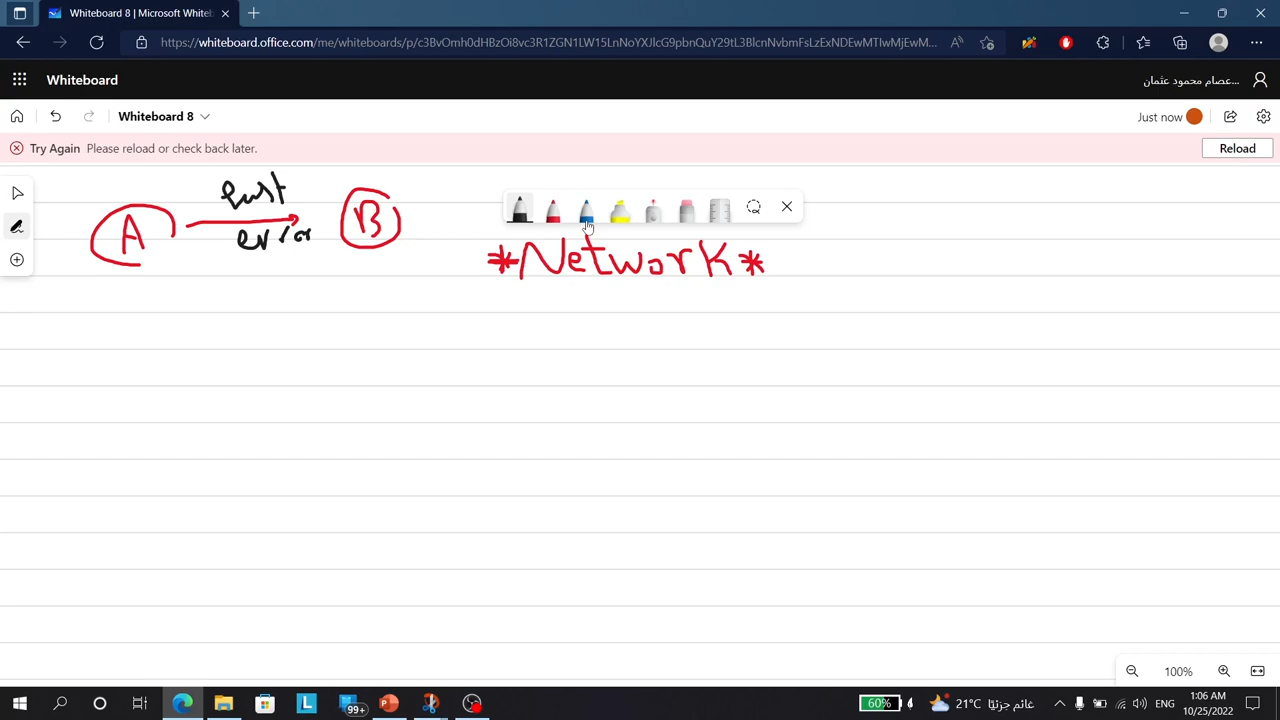 Whiteboard 8 | Microsoft Whiteb
https://whiteboard.office.com/me/whiteboards/p/c3BvOmh0dHBzOi8vc3R1ZGN1LW15LnNoYXJlcG9pbnQuY29tL3BlcnNvbmFsLzExNDEwMTIwMjEwM...
Whiteboard
عصام محمود عثمان...
Whiteboard 8
Just now
Try Again Please reload or check back later.
Reload
A
error
B
*Network*
100%
99+
60%
21°C غائم جزئيًا
ENG
1:06 AM
10/25/2022